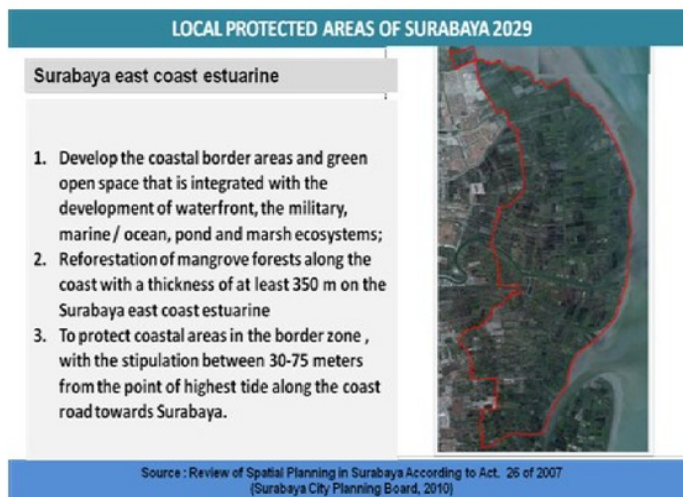 LOCAL PROTECTED AREAS OF SURABAYA 2029
Surabaya east coast estuarine
1. Develop the coastal border areas and green
open space that is integrated with the
development of waterfront, the military,
marine / ocean, pond and marsh ecosystems;
2. Reforestation of mangrove forests along the
coast with a thickness of at least 350 m on the
Surabaya east coast estuarine
3. To protect coastal areas in the border zone ,
with the stipulation between 30-75 meters
from the point of highest tide along the coast
road towards Surabaya.
Source : Review of Spatial Planning in Surabaya According to Act. 26 of 2007
(Surabaya City Planning Board, 2010)